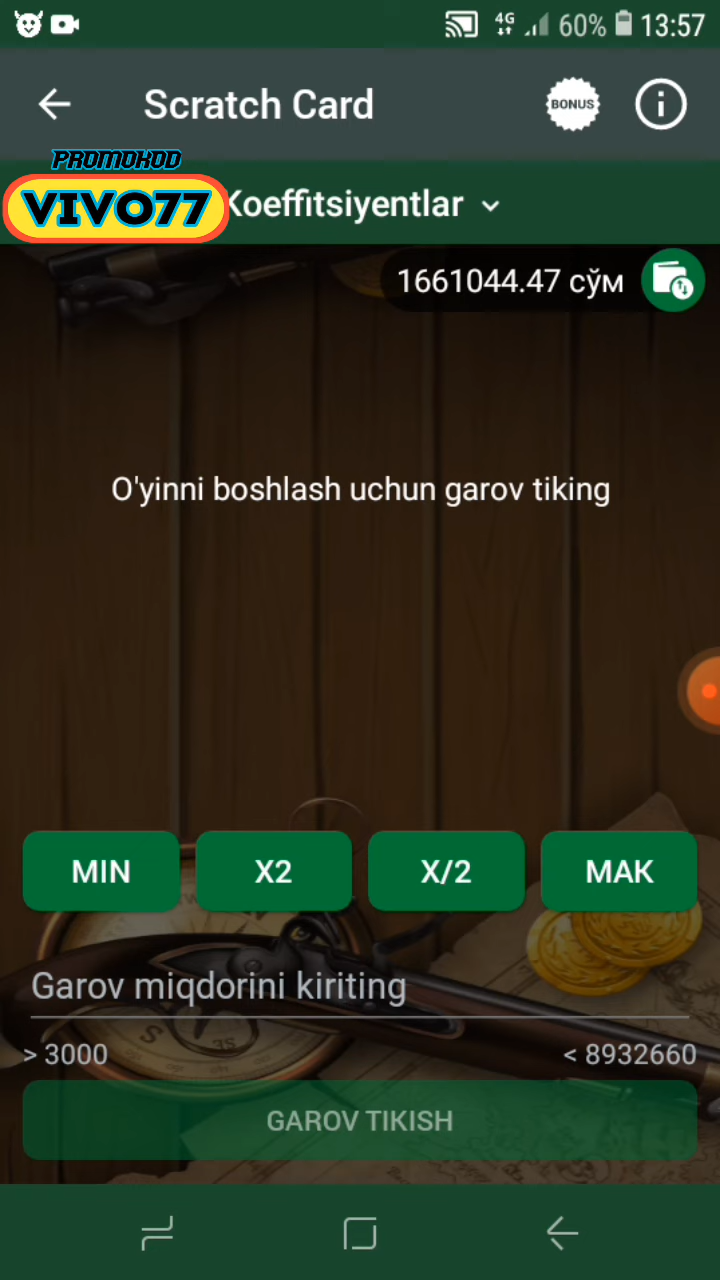 4G 60% 13:57
Scratch Card
BONUS
PROMOKOD
VIVO77
Koeffitsiyentlar
1661044.47 сўм
O'yinni boshlash uchun garov tiking
MIN X2 X/2 MAK
Garov miqdorini kiriting
> 3000 < 8932660
GAROV TIKISH